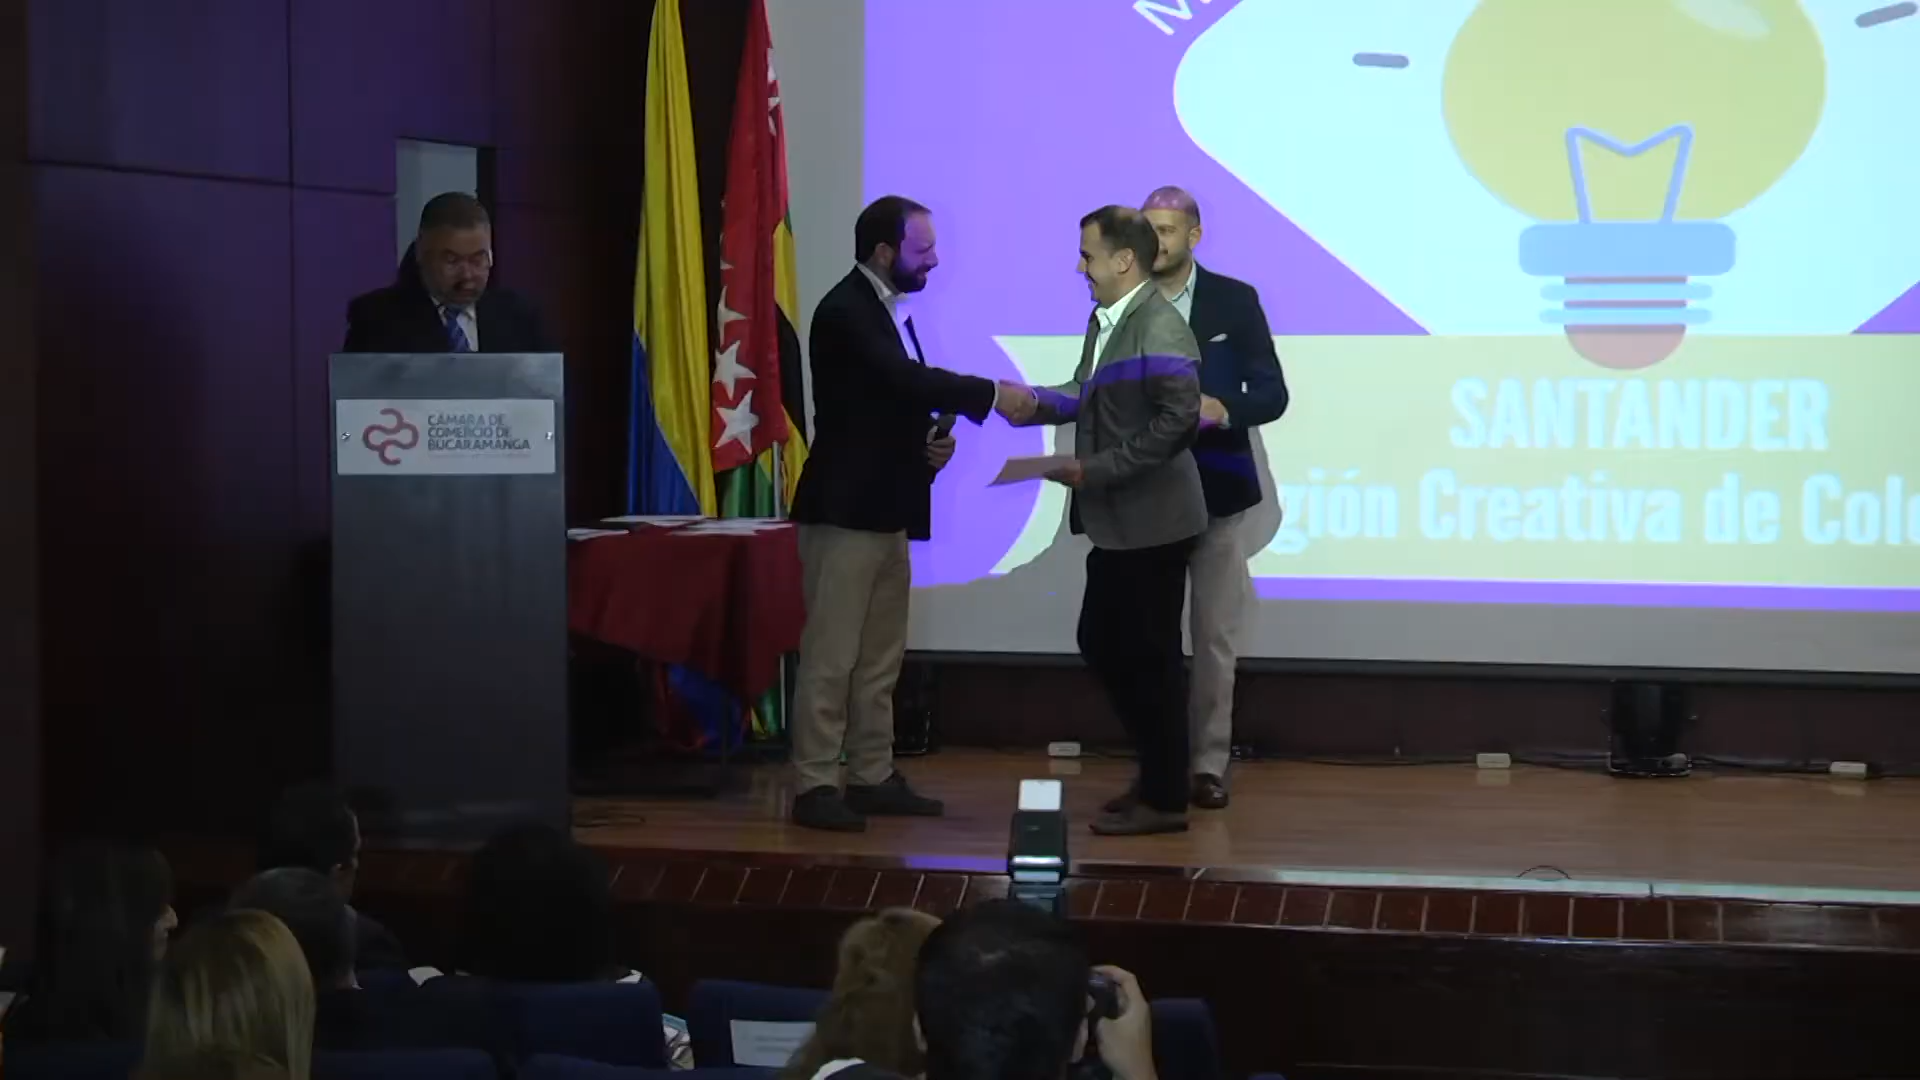 SANTANDER
gión Creativa de Col
CÁMARA DE
COMERCIO DE
BUCARAMANGA